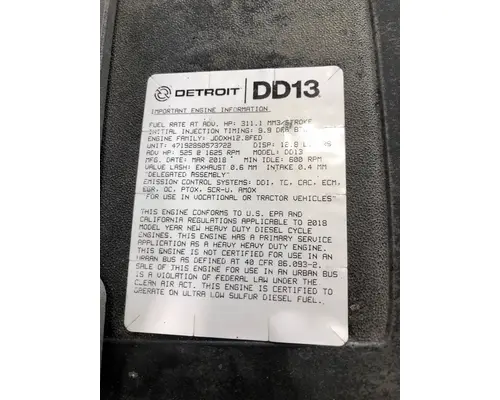 DETROIT DD13
IMPORTANT ENGINE INFORMATION
FUEL RATE AT ADV. HP: 311.1 MM3/STROKE
INITIAL INJECTION TIMING: 9.9 DEG
ENGINE FAMILY: JDDXH12.8FED
UNIT: 471928S0573722 DISP: 12.8
ADV HP: 525 @ 1625 RPM MODEL: DD13
MFG. DATE: MAR 2018 MIN IDLE: 600 RPM
VALVE LASH: EXHAUST 0.6 MM INTAKE 0.4 MM
"DELEGATED ASSEMBLY"
EMISSION CONTROL SYSTEMS: DDI, TC, CAC, ECM,
EGR, OC, PTOX, SCR-U, AMOX
"FOR USE IN VOCATIONAL OR TRACTOR VEHICLES"
THIS ENGINE CONFORMS TO U.S. EPA AND
CALIFORNIA REGULATIONS APPLICABLE TO 2018
MODEL YEAR NEW HEAVY DUTY DIESEL CYCLE
ENGINES. THIS ENGINE HAS A PRIMARY SERVICE
APPLICATION AS A HEAVY HEAVY DUTY ENGINE.
THIS ENGINE IS NOT CERTIFIED FOR USE IN AN
URBAN BUS AS DEFINED AT 40 CFR 86.093-2.
SALE OF THIS ENGINE FOR USE IN AN URBAN BUS
IS A VIOLATION OF FEDERAL LAW UNDER THE
CLEAN AIR ACT. THIS ENGINE IS CERTIFIED TO
OPERATE ON ULTRA LOW SULFUR DIESEL FUEL.